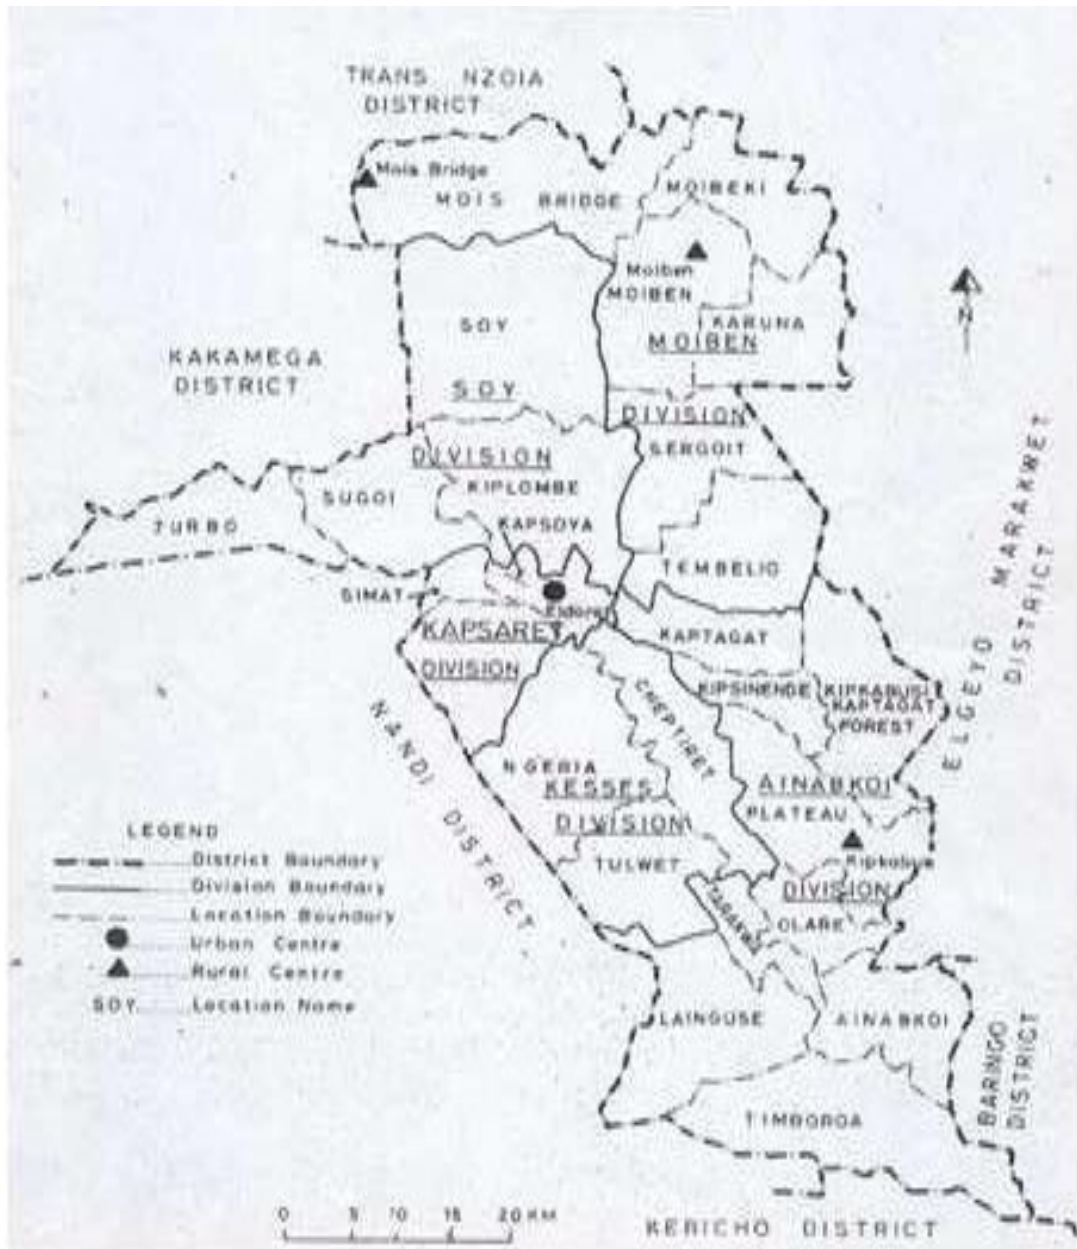 TRANS NZOIA
DISTRICT
Mois Bridge
MOIS BRIDGE
MOIBEKI
Moiben
MOIBEN
KARUNA
MOIBEN
DIVISION
SOY
SOY
DIVISION
KAKAMEGA
DISTRICT
N
SERGOIT
SUGOI
KIPLOMBE
KAPSOYA
TURBO
TEMBELIO
SIMAT
Eldoret
KAPSARET
DIVISION
KAPTAGAT
ELGEYO MARAKWET
DISTRICT
KIPSINENDE
KIPKABUSI
KAPTAGAT
FOREST
CHEPTIRET
NANDI DISTRICT
NGERIA
KESSES
DIVISION
TULWET
AINABKOI
PLATEAU
DIVISION
OLARE
TARAKWA
LAINGUSE
AINABKOI
TIMBOROA
BARINGO
DISTRICT
KERICHO DISTRICT
LEGEND
District Boundary
Division Boundary
Location Boundary
Urban Centre
Rural Centre
SOY Location Name
0 5 10 15 20 KM